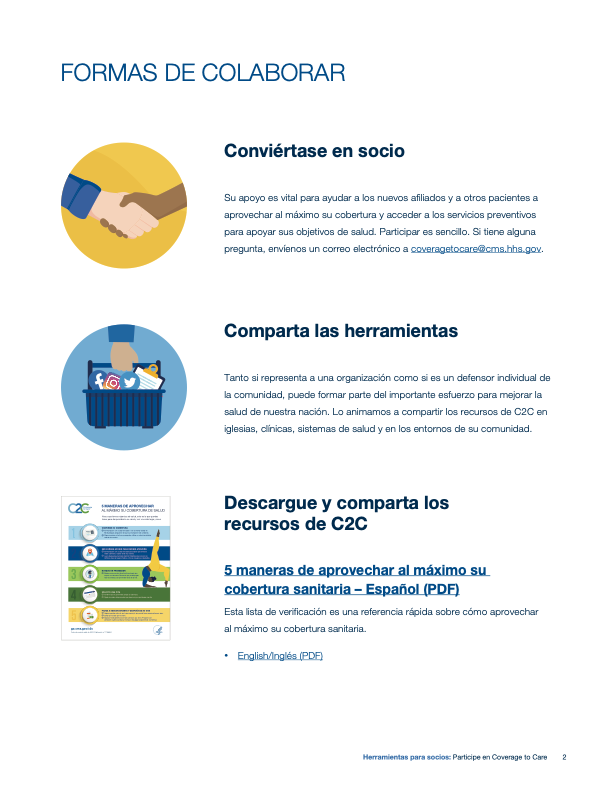 FORMAS DE COLABORAR
Conviértase en socio
Su apoyo es vital para ayudar a los nuevos afiliados y a otros pacientes a
aprovechar al máximo su cobertura y acceder a los servicios preventivos
para apoyar sus objetivos de salud. Participar es sencillo. Si tiene alguna
pregunta, envíenos un correo electrónico a coveragetocare@cms.hhs.gov.
Comparta las herramientas
Tanto si representa a una organización como si es un defensor individual de
la comunidad, puede formar parte del importante esfuerzo para mejorar la
salud de nuestra nación. Lo animamos a compartir los recursos de C2C en
iglesias, clínicas, sistemas de salud y en los entornos de su comunidad.
C2C
5 MANERAS DE APROVECHAR
AL MÁXIMO SU COBERTURA DE SALUD
1
3
4
5
Descargue y comparta los
recursos de C2C
5 maneras de aprovechar al máximo su
cobertura sanitaria – Español (PDF)
Esta lista de verificación es una referencia rápida sobre cómo aprovechar
al máximo su cobertura sanitaria.
• English/Inglés (PDF)
Herramientas para socios: Participe en Coverage to Care 2